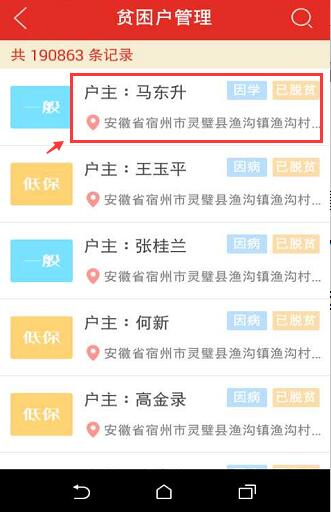 贫困户管理
共 190863 条记录
一般
户主：马东升 因学 已脱贫
安徽省宿州市灵璧县渔沟镇渔沟村...
低保
户主：王玉平 因病 已脱贫
安徽省宿州市灵璧县渔沟镇渔沟村...
一般
户主：张桂兰 因病 已脱贫
安徽省宿州市灵璧县渔沟镇渔沟村...
低保
户主：何新 因病 已脱贫
安徽省宿州市灵璧县渔沟镇渔沟村...
低保
户主：高金录 因病 已脱贫
安徽省宿州市灵璧县渔沟镇渔沟村...